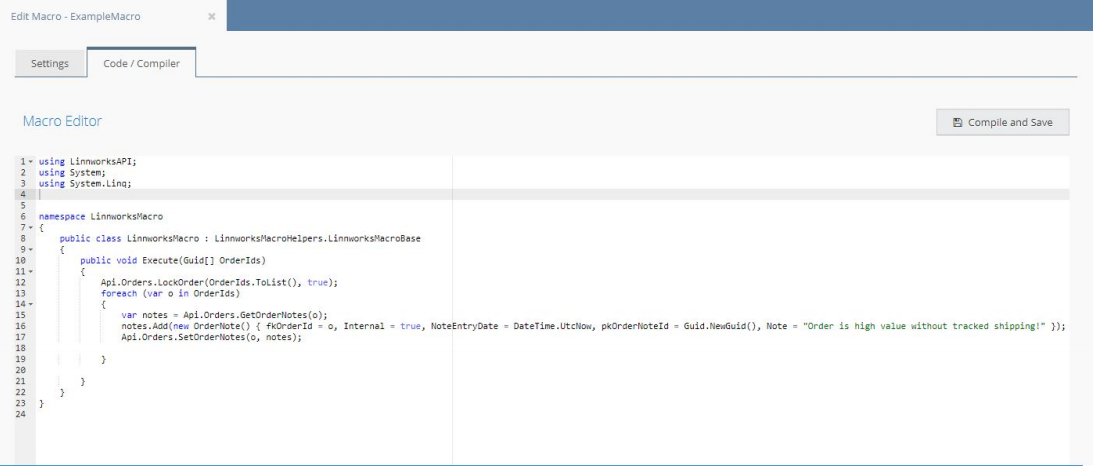 Edit Macro - ExampleMacro
Settings
Code / Compiler
Macro Editor
Compile and Save
1 using LinnworksAPI;
2 using System;
3 using System.Linq;
4
5
6 namespace LinnworksMacro
7 {
8 public class LinnworksMacro : LinnworksMacroHelpers.LinnworksMacroBase
9 {
10 public void Execute(Guid[] OrderIds)
11 {
12 Api.Orders.LockOrder(OrderIds.ToList(), true);
13 foreach (var o in OrderIds)
14 {
15 var notes = Api.Orders.GetOrderNotes(o);
16 notes.Add(new OrderNote() { fkOrderId = o, Internal = true, NoteEntryDate = DateTime.UtcNow, pkOrderNoteId = Guid.NewGuid(), Note = "Order is high value without tracked shipping!" });
17 Api.Orders.SetOrderNotes(o, notes);
18
19 }
20
21 }
22 }
23 }
24